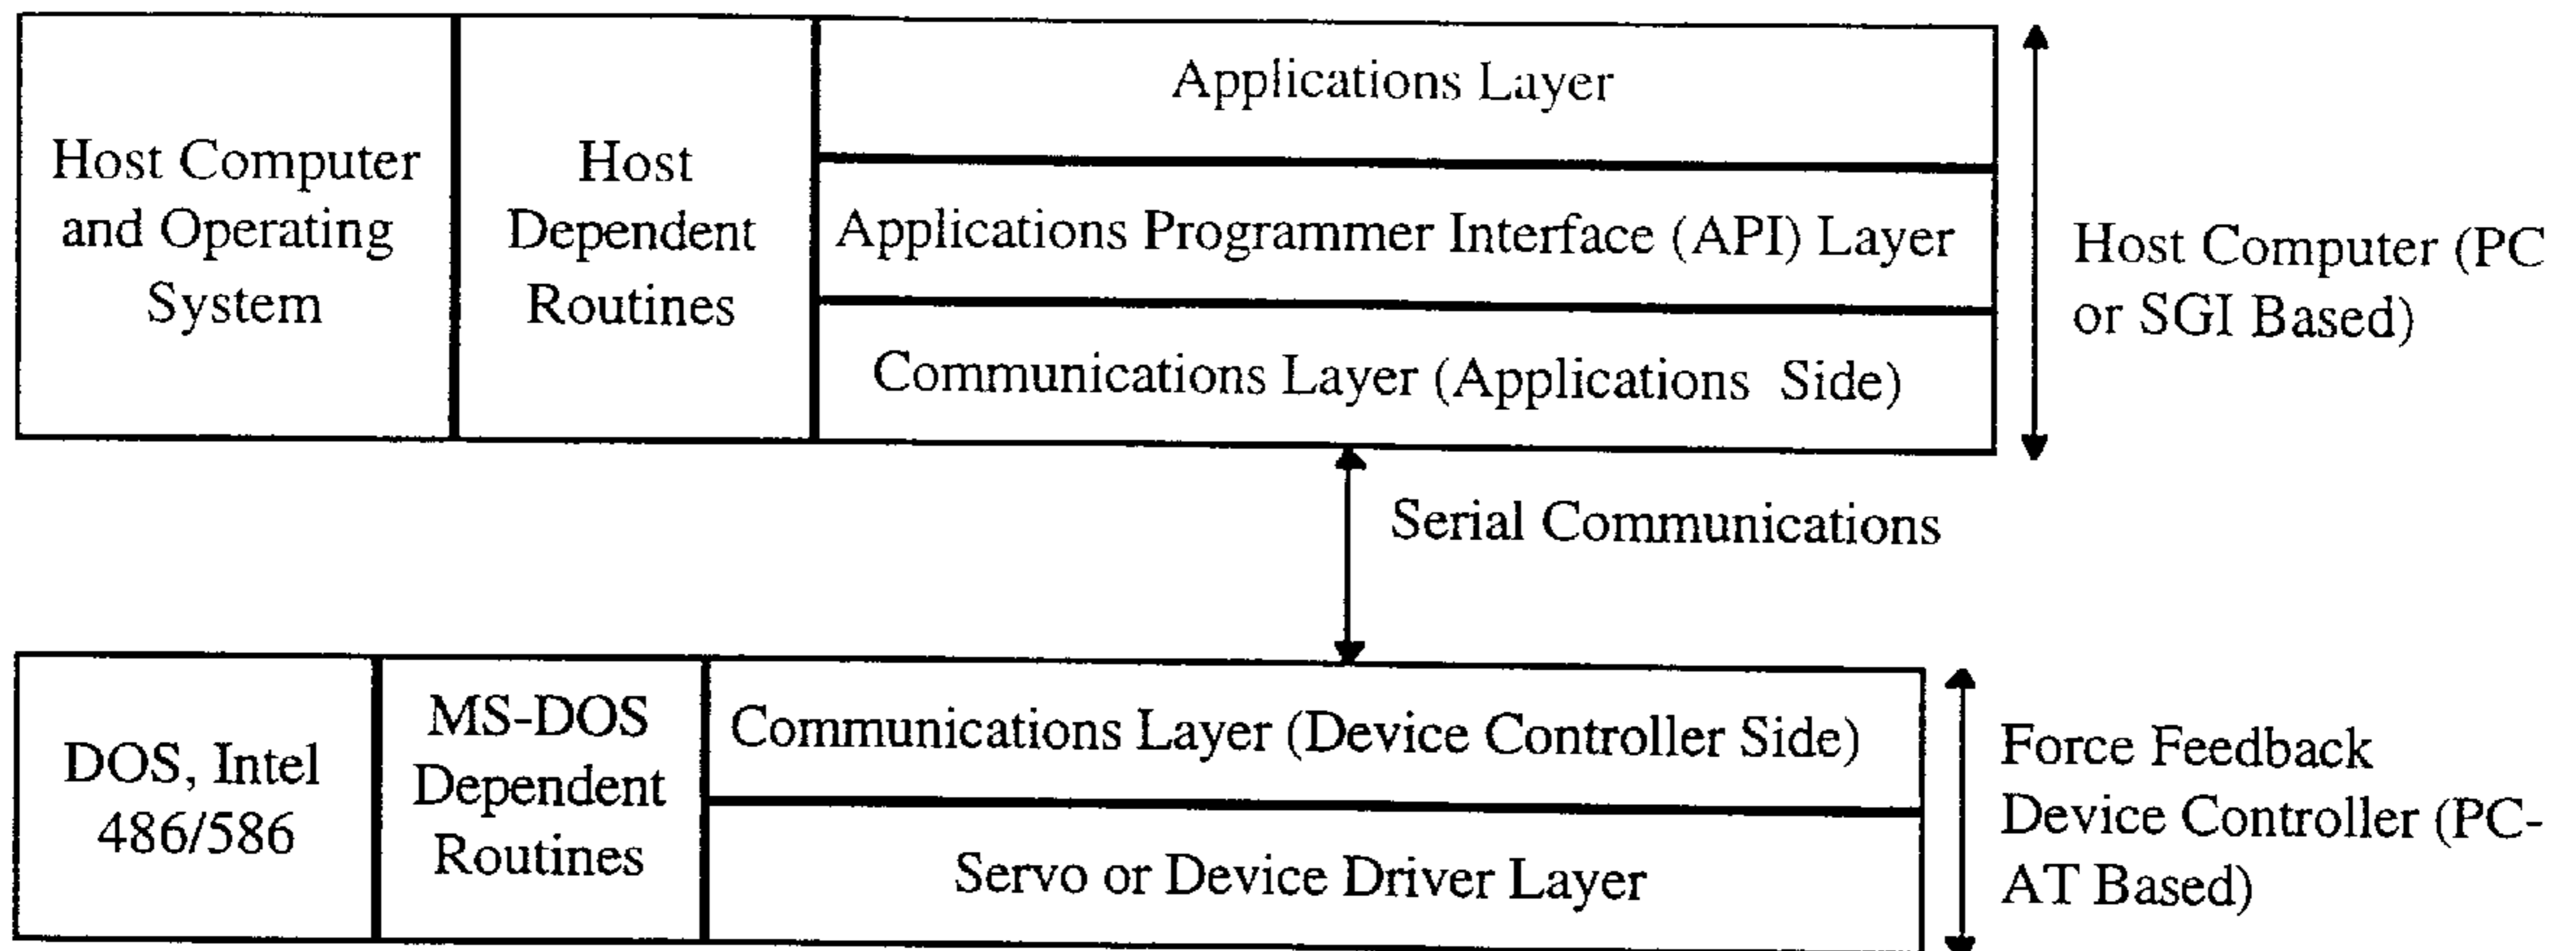 Host Computer
and Operating
System
Host
Dependent
Routines
Applications Layer
Applications Programmer Interface (API) Layer
Communications Layer (Applications Side)
Host Computer (PC
or SGI Based)
Serial Communications
DOS, Intel
486/586
MS-DOS
Dependent
Routines
Communications Layer (Device Controller Side)
Servo or Device Driver Layer
Force Feedback
Device Controller (PC-
AT Based)